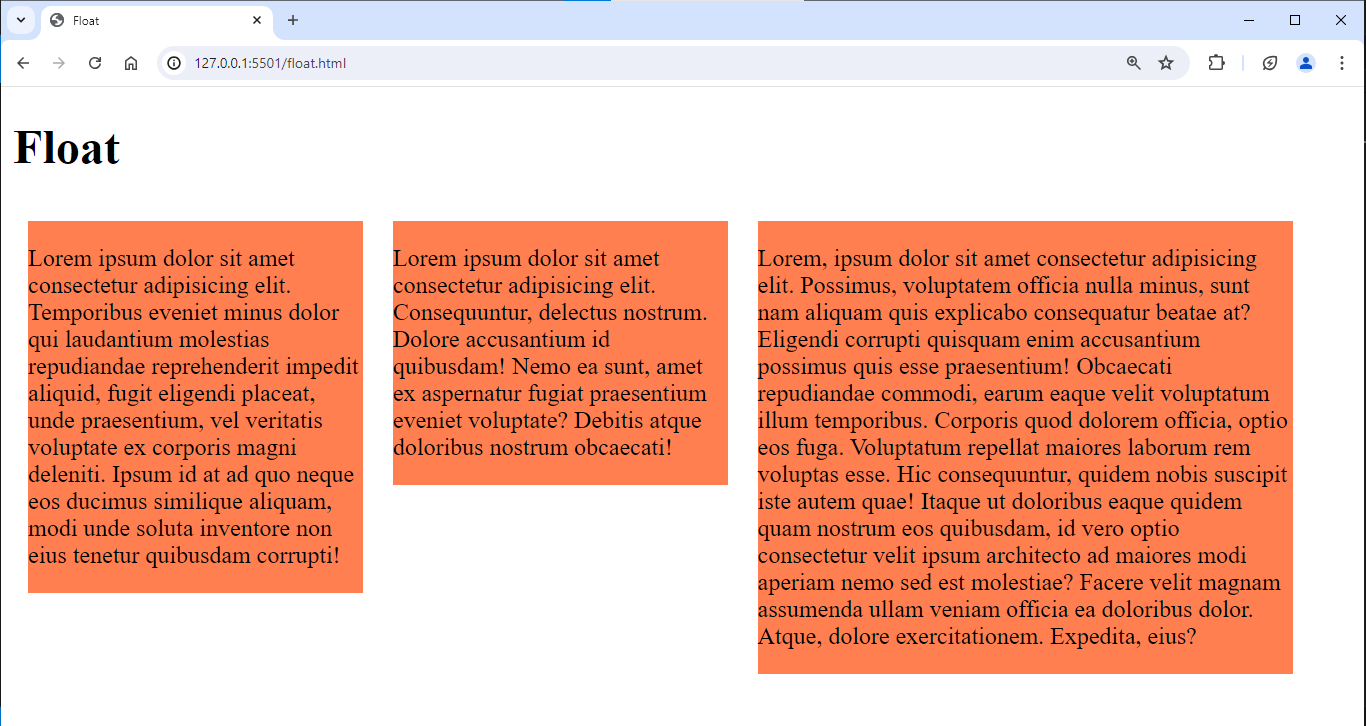 Float
127.0.0.1:5501/float.html
Float
Lorem ipsum dolor sit amet
consectetur adipisicing elit.
Temporibus eveniet minus dolor
qui laudantium molestias
repudiandae reprehenderit impedit
aliquid, fugit eligendi placeat,
unde praesentium, vel veritatis
voluptate ex corporis magni
deleniti. Ipsum id at ad quo neque
eos ducimus similique aliquam,
modi unde soluta inventore non
eius tenetur quibusdam corrupti!
Lorem ipsum dolor sit amet
consectetur adipisicing elit.
Consequuntur, delectus nostrum.
Dolore accusantium id
quibusdam! Nemo ea sunt, amet
ex aspernatur fugiat praesentium
eveniet voluptate? Debitis atque
doloribus nostrum obcaecati!
Lorem, ipsum dolor sit amet consectetur adipisicing
elit. Possimus, voluptatem officia nulla minus, sunt
nam aliquam quis explicabo consequatur beatae at?
Eligendi corrupti quisquam enim accusantium
possimus quis esse praesentium! Obcaecati
repudiandae commodi, earum eaque velit voluptatum
illum temporibus. Corporis quod dolorem officia, optio
eos fuga. Voluptatum repellat maiores laborum rem
voluptas esse. Hic consequuntur, quidem nobis suscipit
iste autem quae! Itaque ut doloribus eaque quidem
quam nostrum eos quibusdam, id vero optio
consectetur velit ipsum architecto ad maiores modi
aperiam nemo sed est molestiae? Facere velit magnam
assumenda ullam veniam officia ea doloribus dolor.
Atque, dolore exercitationem. Expedita, eius?